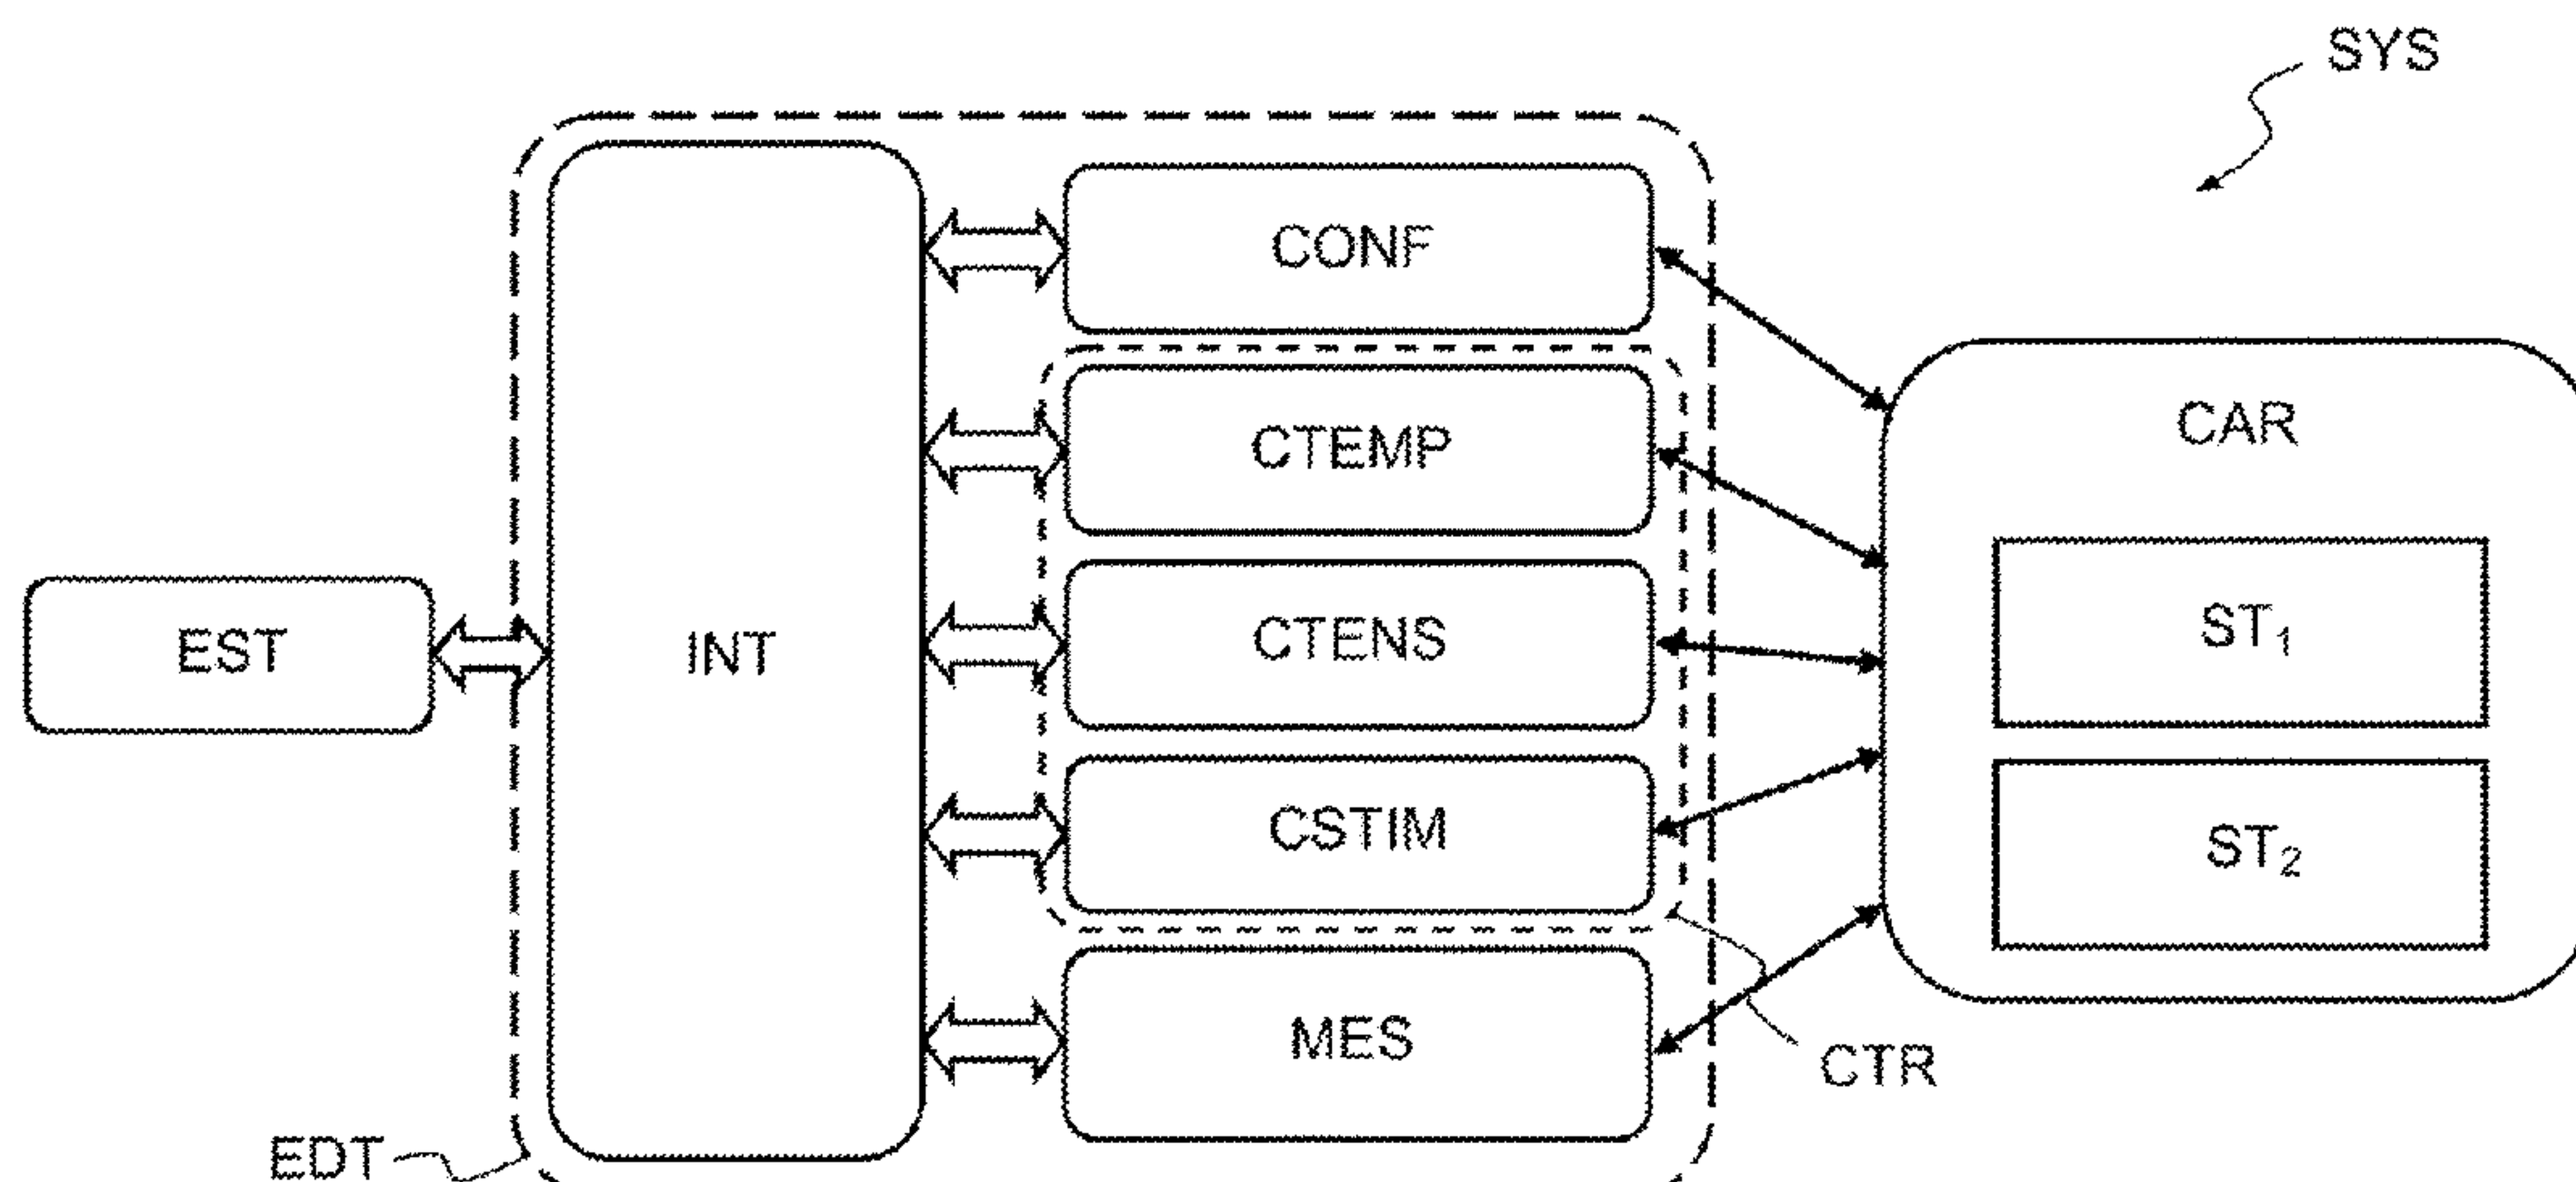 SYS
CONF
CTEMP
CAR
EST
INT
CTENS
ST₁
CSTIM
ST₂
MES
CTR
EDT